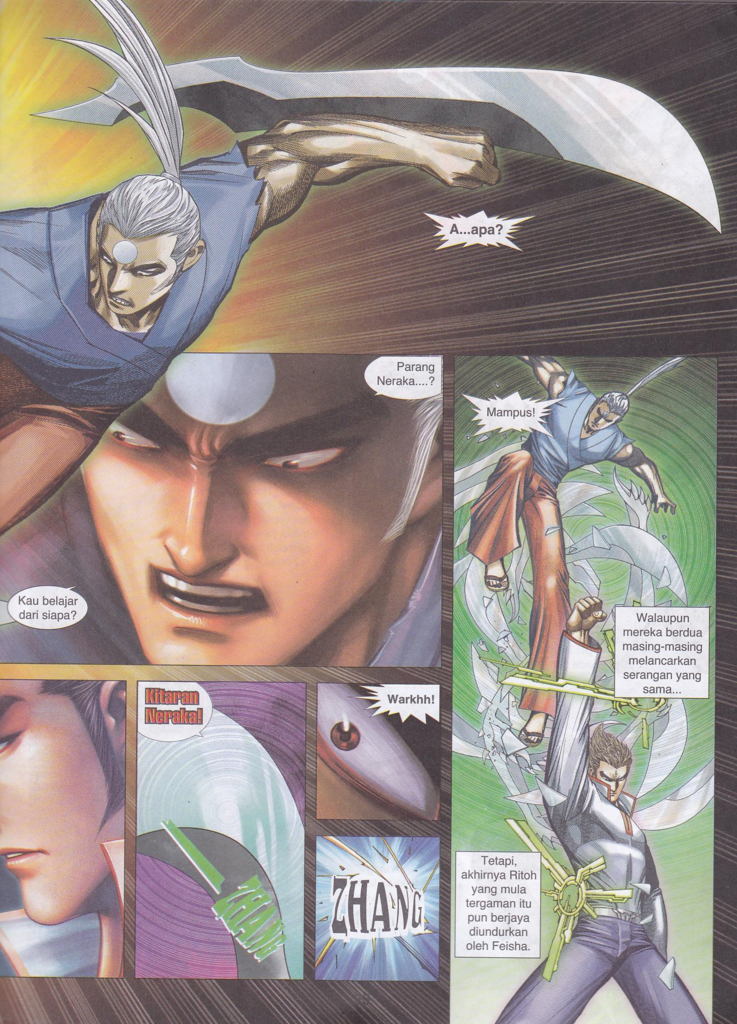 A...apa?
Parang
Neraka....?
Kau belajar
dari siapa?
Kitaran
Neraka!
ZHANG
Warkhh!
ZHANG
Mampus!
Walaupun
mereka berdua
masing-masing
melancarkan
serangan yang
sama...
Tetapi,
akhirnya Ritoh
yang mula
tergaman itu
pun berjaya
diundurkan
oleh Feisha.